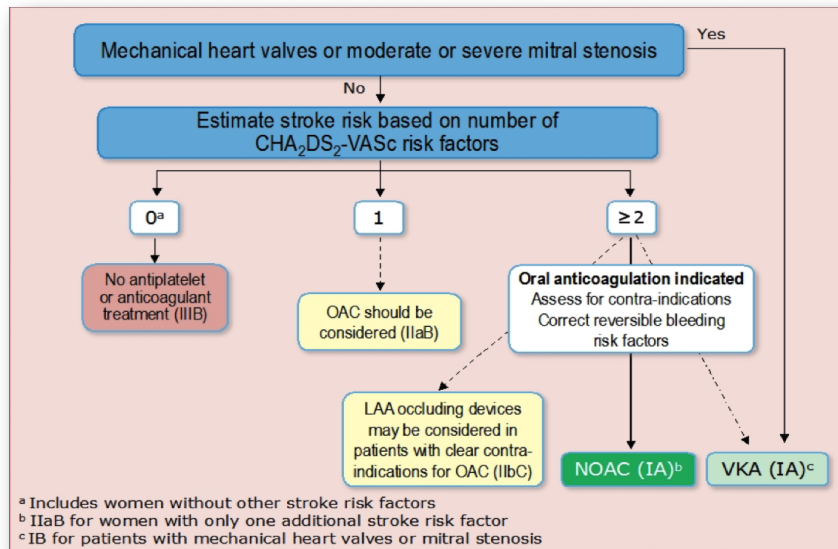 Mechanical heart valves or moderate or severe mitral stenosis
Yes
No
Estimate stroke risk based on number of
CHA₂DS₂-VASc risk factors
0ᵃ
1
≥ 2
No antiplatelet
or anticoagulant
treatment (IIIB)
OAC should be
considered (IIaB)
Oral anticoagulation indicated
Assess for contra-indications
Correct reversible bleeding
risk factors
LAA occluding devices
may be considered in
patients with clear contra-
indications for OAC (IIbC)
NOAC (IA)ᵇ
VKA (IA)ᶜ
ᵃ Includes women without other stroke risk factors
ᵇ IIaB for women with only one additional stroke risk factor
ᶜ IB for patients with mechanical heart valves or mitral stenosis